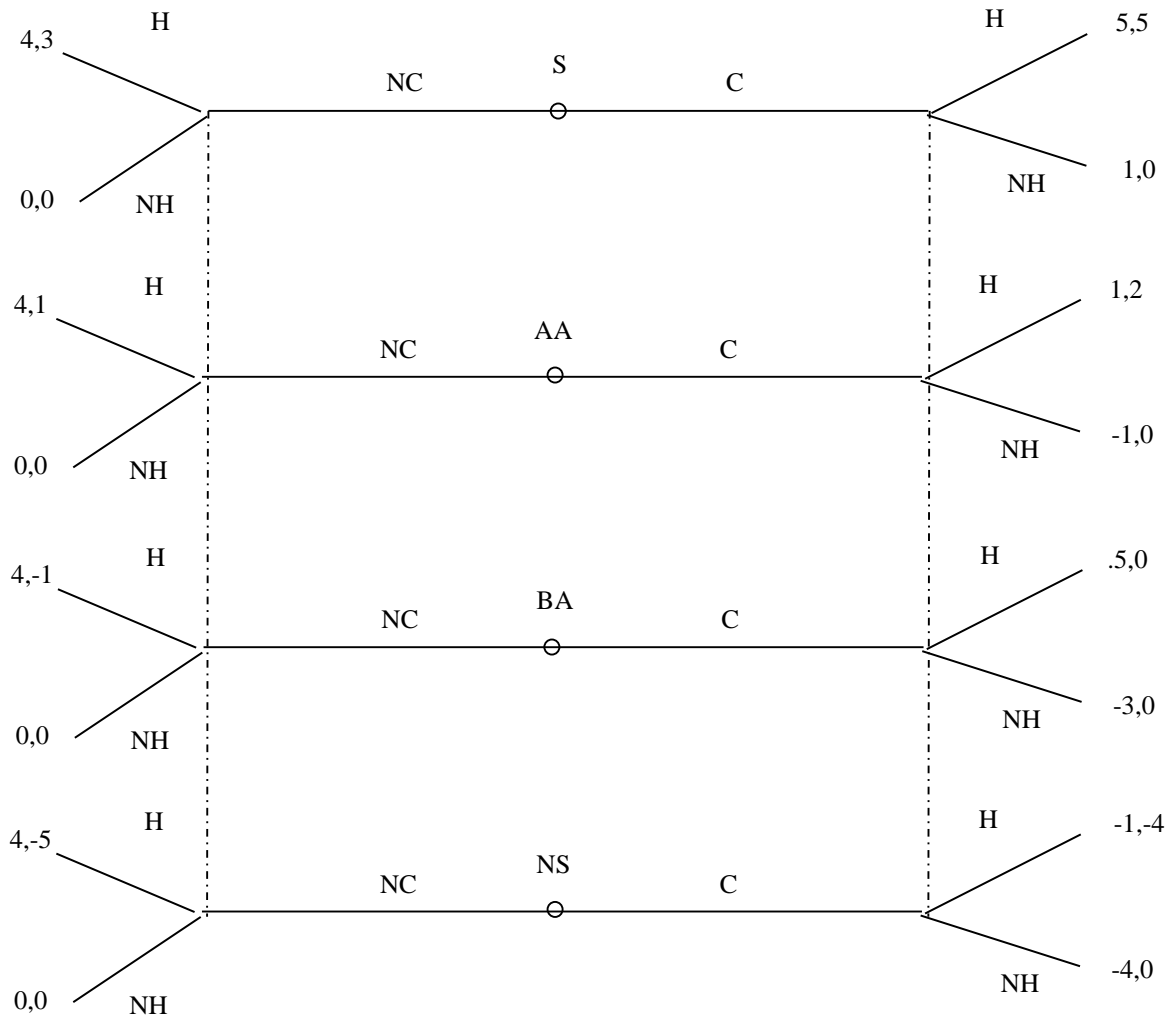 H H
4,3 S 5,5
NC C
0,0 NH NH 1,0
H H
4,1 AA 1,2
NC C
0,0 NH NH -1,0
H H
4,-1 BA .5,0
NC C
0,0 NH NH -3,0
H H
4,-5 NS -1,-4
NC C
0,0 NH NH -4,0